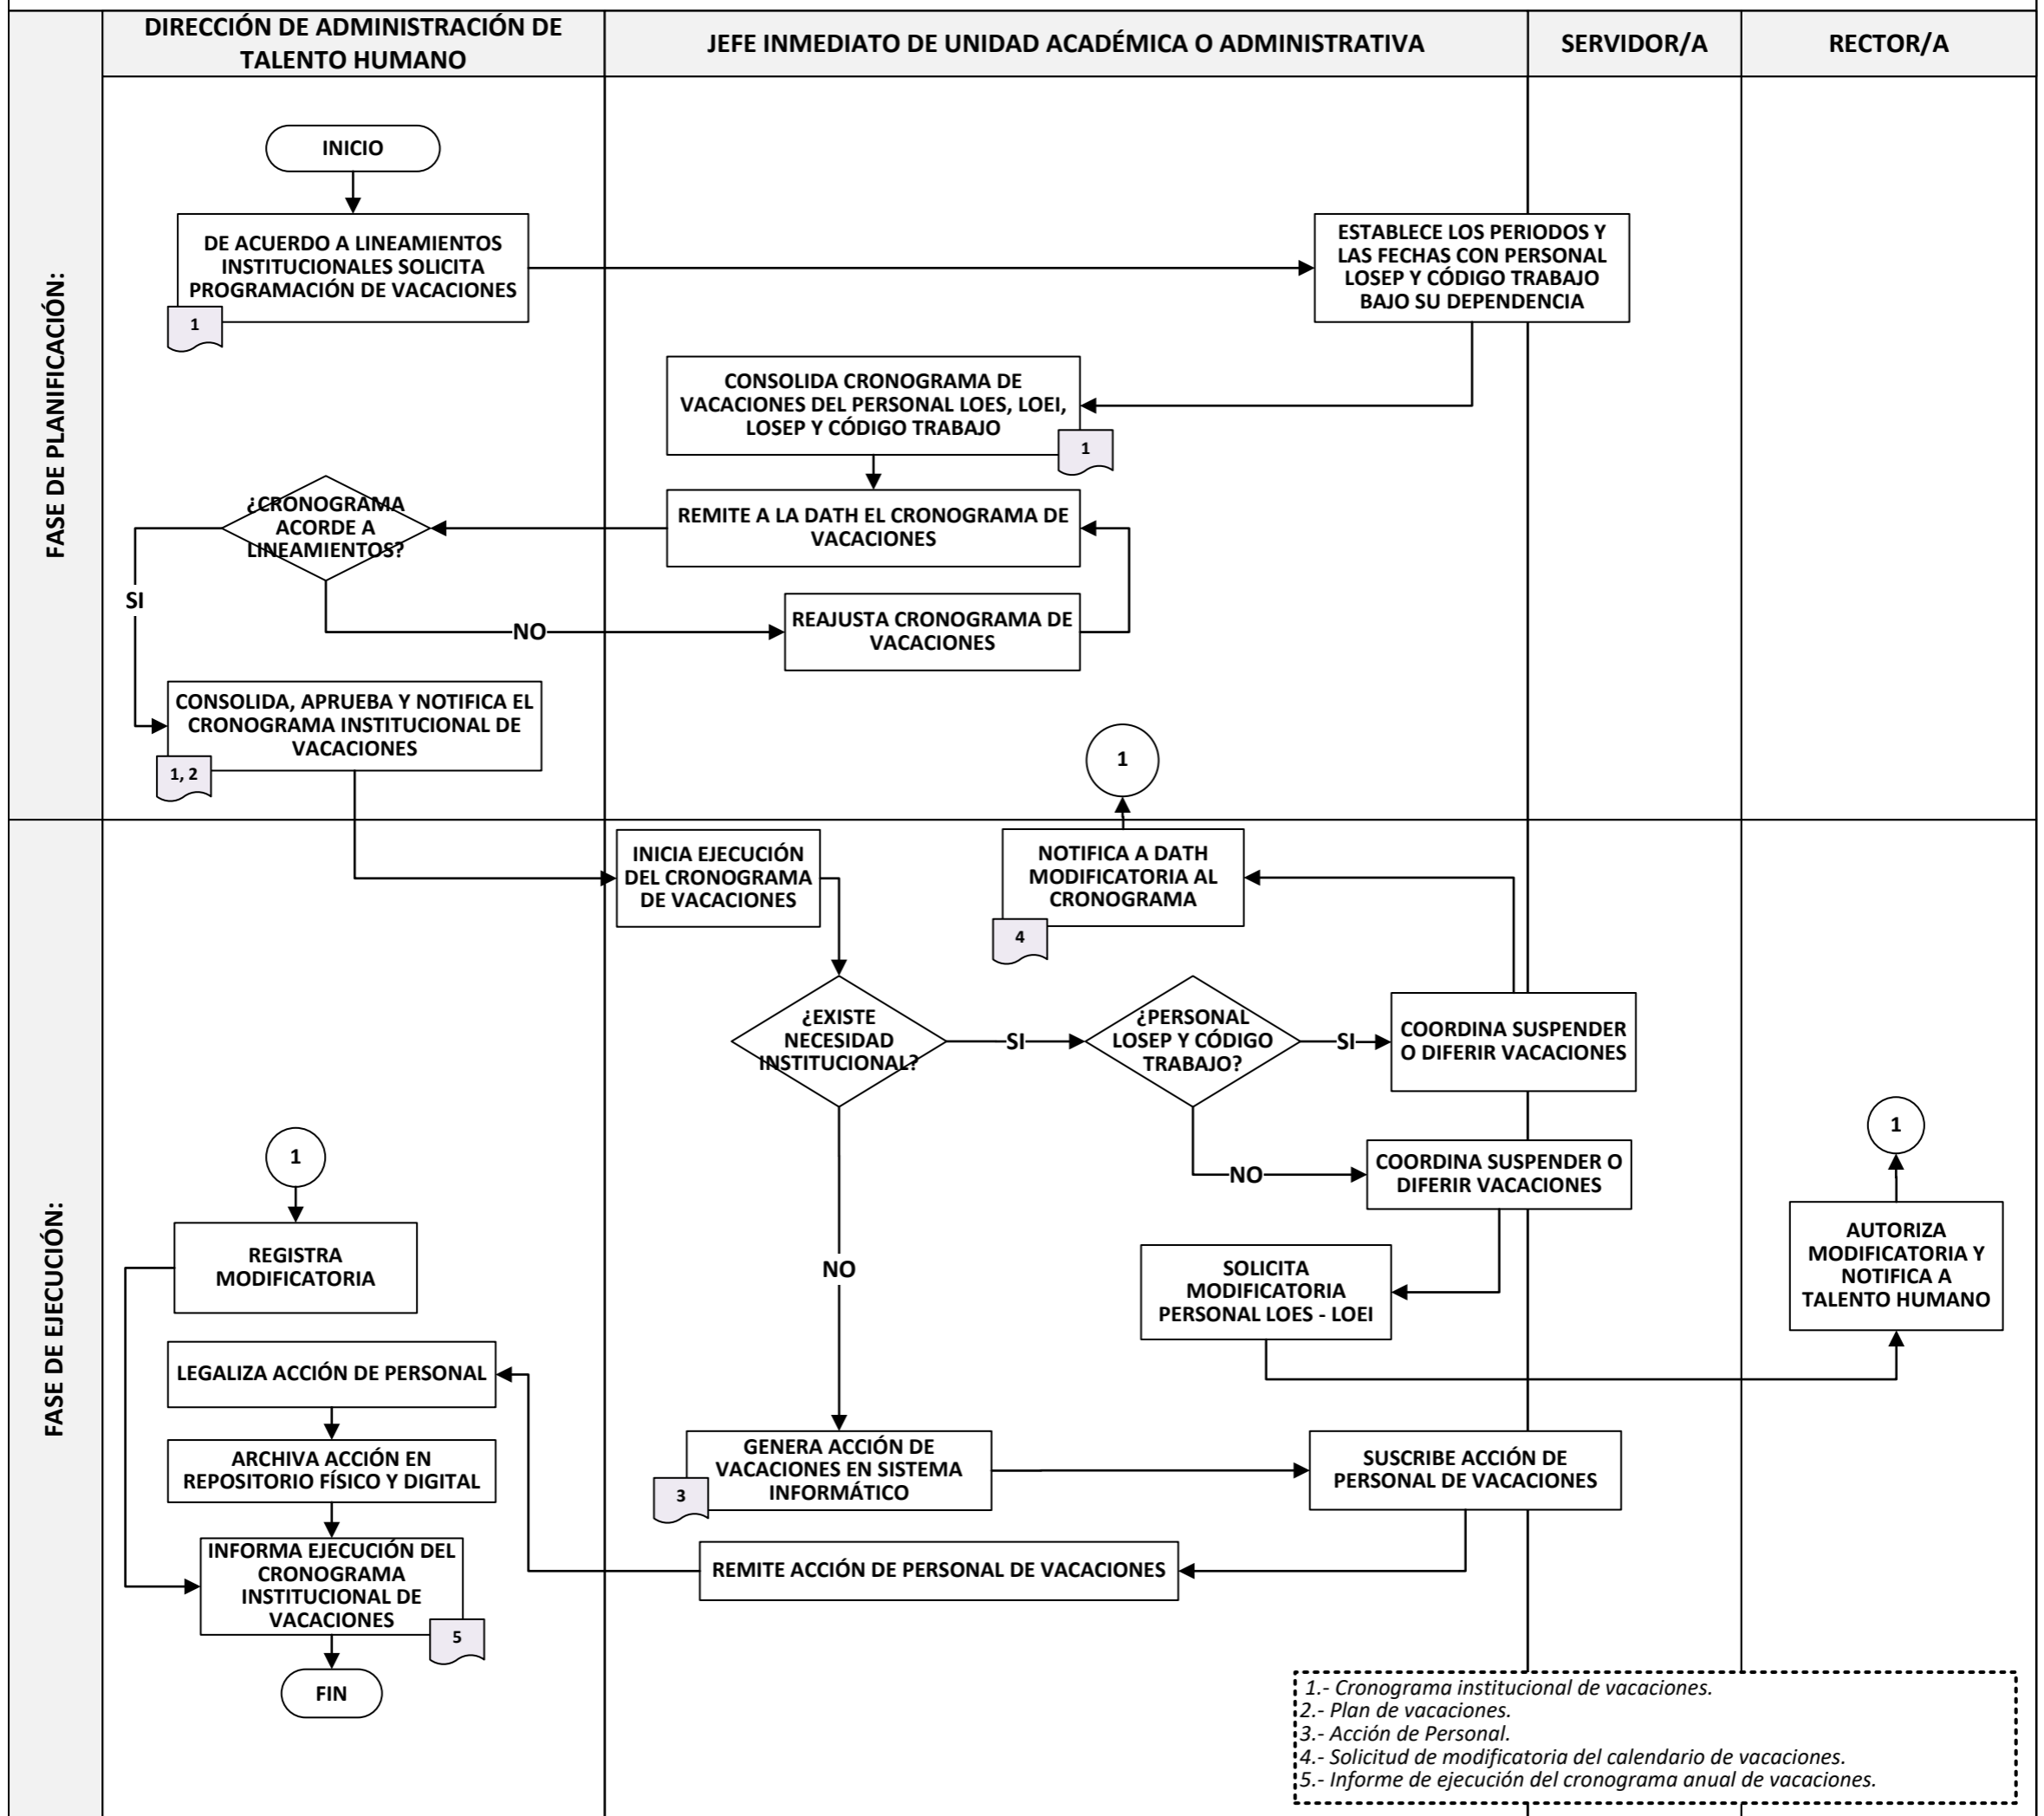 DIRECCIÓN DE ADMINISTRACIÓN DE
TALENTO HUMANO
JEFE INMEDIATO DE UNIDAD ACADÉMICA O ADMINISTRATIVA
SERVIDOR/A
RECTOR/A
FASE DE PLANIFICACIÓN:
INICIO
DE ACUERDO A LINEAMIENTOS
INSTITUCIONALES SOLICITA
PROGRAMACIÓN DE VACACIONES
1
ESTABLECE LOS PERIODOS Y
LAS FECHAS CON PERSONAL
LOSEP Y CÓDIGO TRABAJO
BAJO SU DEPENDENCIA
CONSOLIDA CRONOGRAMA DE
VACACIONES DEL PERSONAL LOES, LOEI,
LOSEP Y CÓDIGO TRABAJO
1
REMITE A LA DATH EL CRONOGRAMA DE
VACACIONES
¿CRONOGRAMA
ACORDE A
LINEAMIENTOS?
SI
NO
REAJUSTA CRONOGRAMA DE
VACACIONES
CONSOLIDA, APRUEBA Y NOTIFICA EL
CRONOGRAMA INSTITUCIONAL DE
VACACIONES
1, 2
1
FASE DE EJECUCIÓN:
INICIA EJECUCIÓN
DEL CRONOGRAMA
DE VACACIONES
NOTIFICA A DATH
MODIFICATORIA AL
CRONOGRAMA
4
¿EXISTE
NECESIDAD
INSTITUCIONAL?
SI
¿PERSONAL
LOSEP Y CÓDIGO
TRABAJO?
SI
COORDINA SUSPENDER
O DIFERIR VACACIONES
NO
COORDINA SUSPENDER O
DIFERIR VACACIONES
1
1
REGISTRA
MODIFICATORIA
NO
SOLICITA
MODIFICATORIA
PERSONAL LOES - LOEI
AUTORIZA
MODIFICATORIA Y
NOTIFICA A
TALENTO HUMANO
LEGALIZA ACCIÓN DE PERSONAL
ARCHIVA ACCIÓN EN
REPOSITORIO FÍSICO Y DIGITAL
GENERA ACCIÓN DE
VACACIONES EN SISTEMA
INFORMÁTICO
3
SUSCRIBE ACCIÓN DE
PERSONAL DE VACACIONES
REMITE ACCIÓN DE PERSONAL DE VACACIONES
INFORMA EJECUCIÓN DEL
CRONOGRAMA
INSTITUCIONAL DE
VACACIONES
5
FIN
1.- Cronograma institucional de vacaciones.
2.- Plan de vacaciones.
3.- Acción de Personal.
4.- Solicitud de modificatoria del calendario de vacaciones.
5.- Informe de ejecución del cronograma anual de vacaciones.